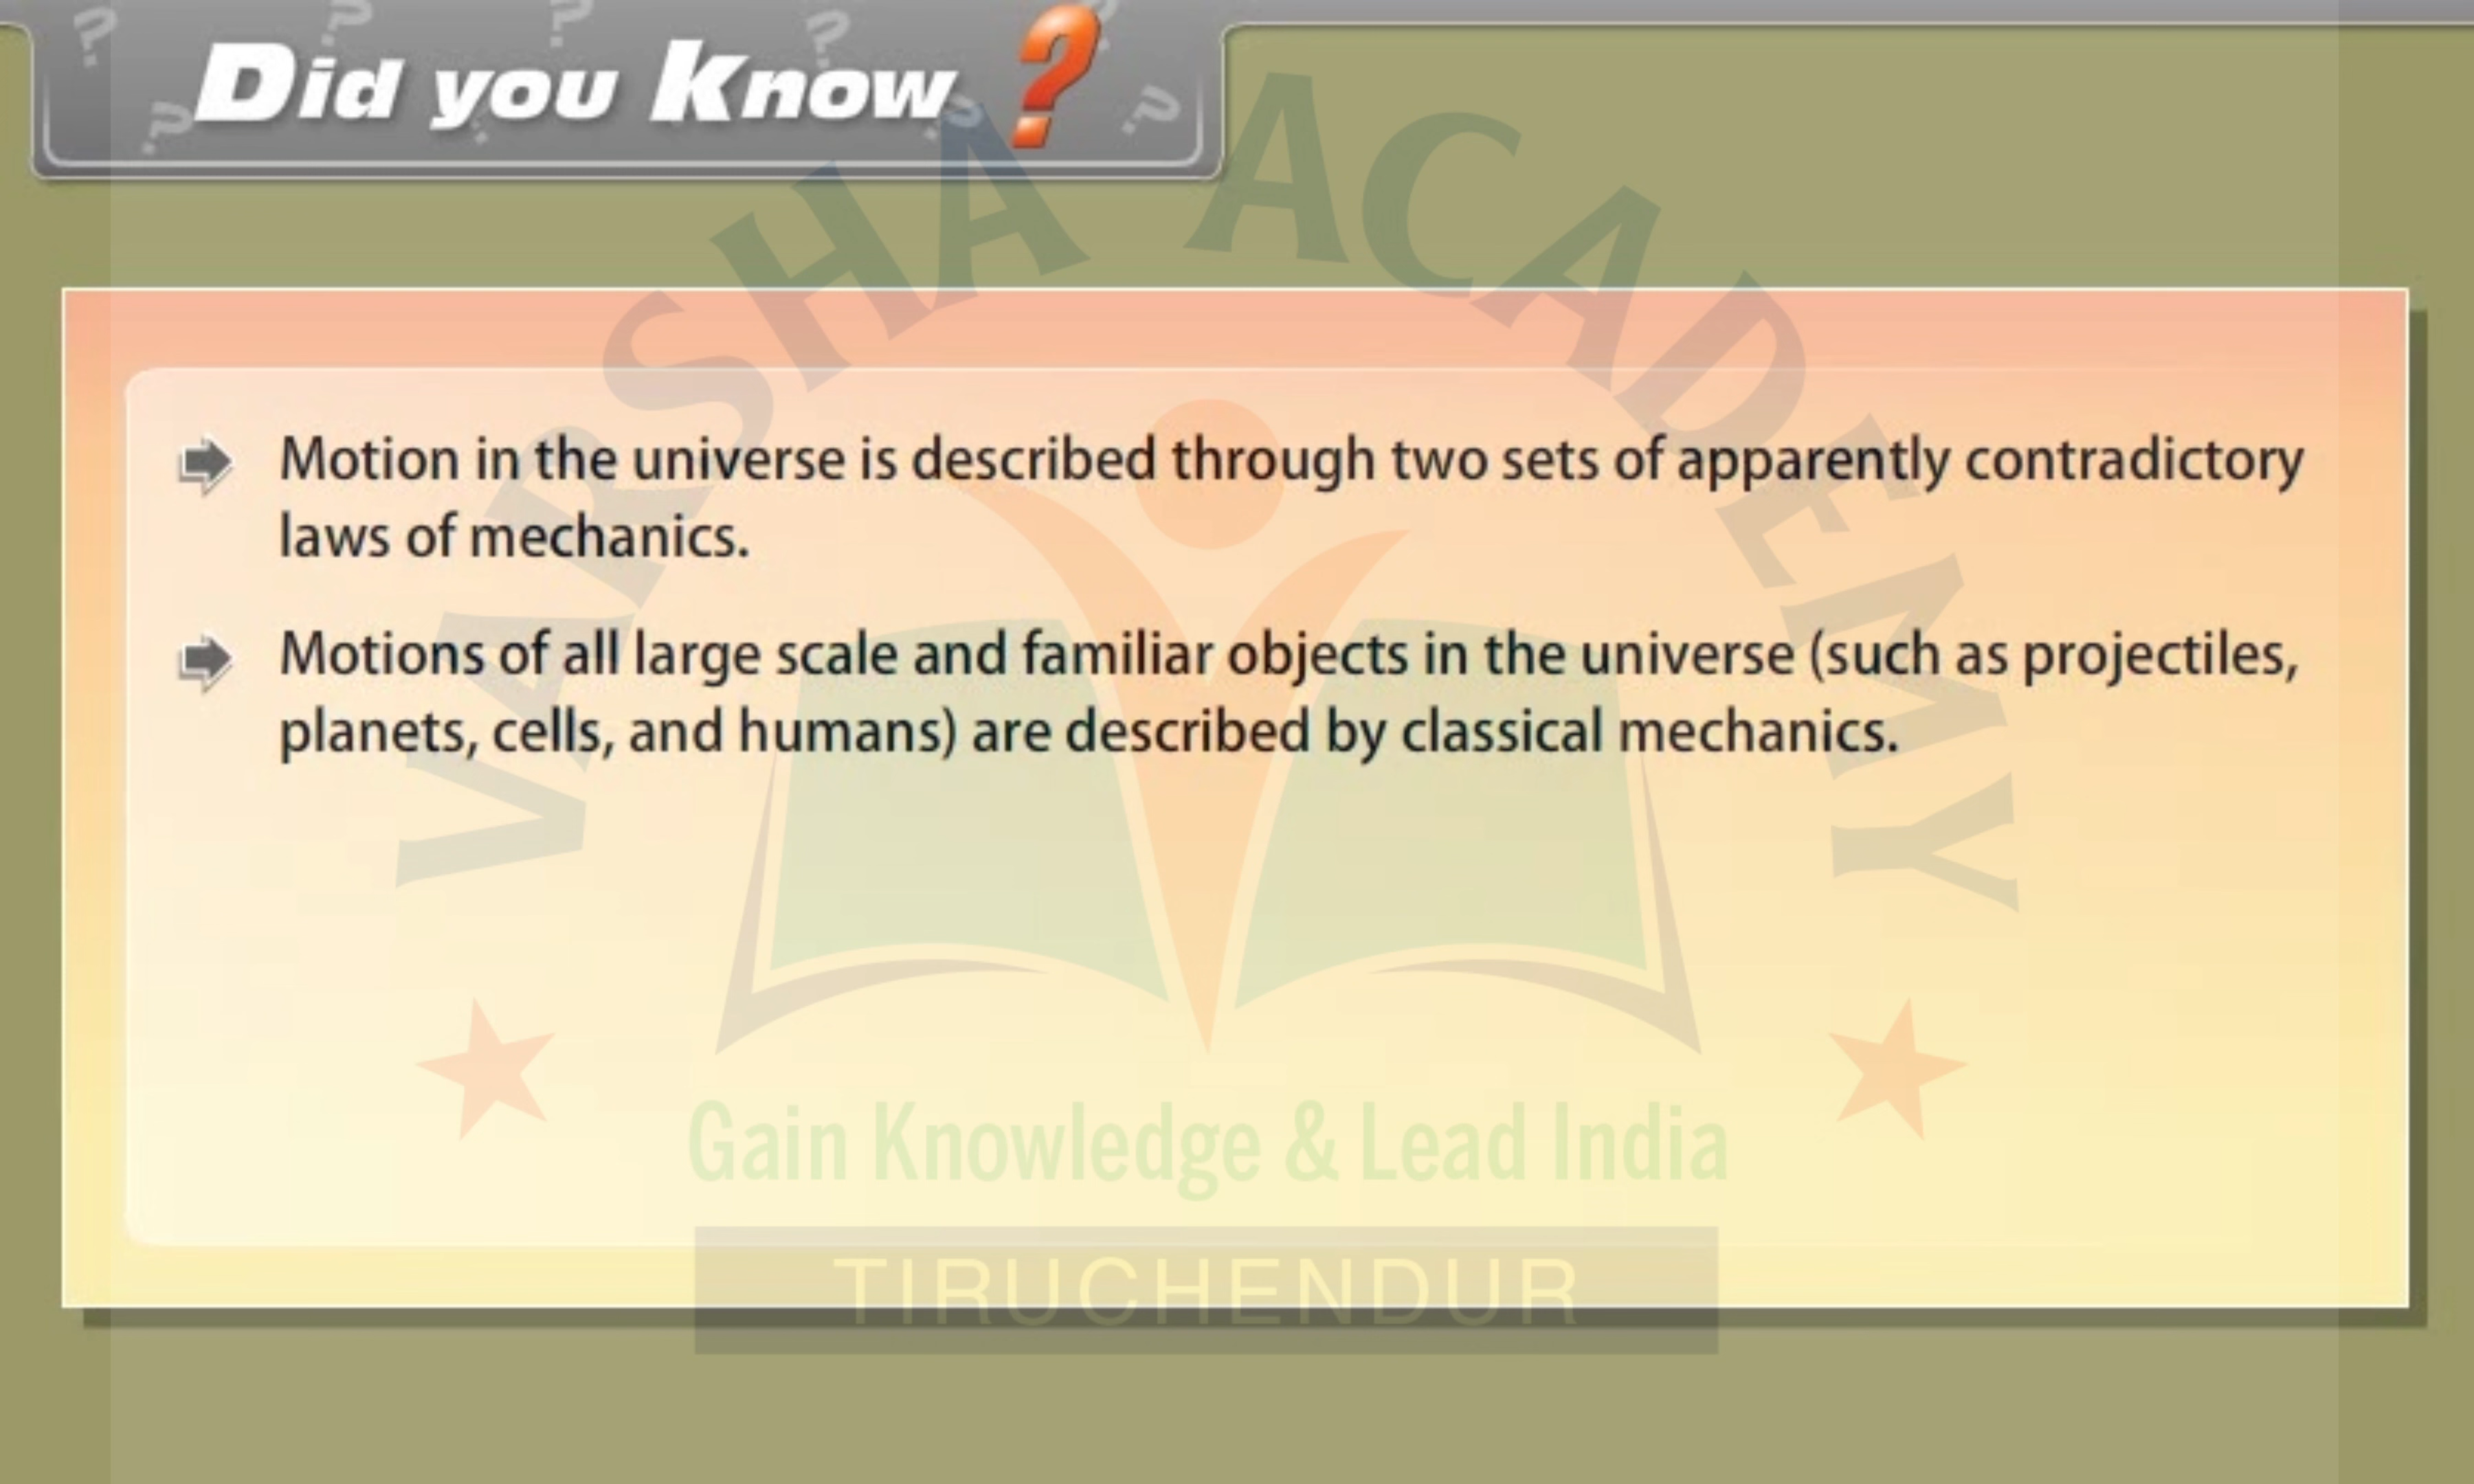 Did you Know ?
VARSHA ACADEMY
Motion in the universe is described through two sets of apparently contradictory
laws of mechanics.
Motions of all large scale and familiar objects in the universe (such as projectiles,
planets, cells, and humans) are described by classical mechanics.
Gain Knowledge & Lead India
TIRUCHENDUR